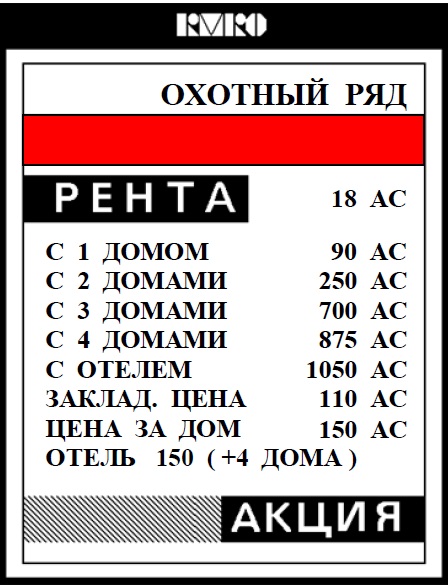 RVRO
ОХОТНЫЙ РЯД
РЕНТА 18 АС
С 1 ДОМОМ 90 АС
С 2 ДОМАМИ 250 АС
С 3 ДОМАМИ 700 АС
С 4 ДОМАМИ 875 АС
С ОТЕЛЕМ 1050 АС
ЗАКЛАД. ЦЕНА 110 АС
ЦЕНА ЗА ДОМ 150 АС
ОТЕЛЬ 150 ( +4 ДОМА )
АКЦИЯ